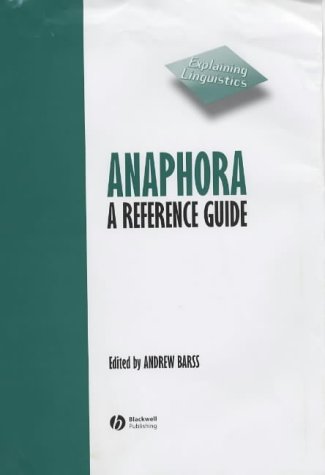 Explaining
Linguistics
ANAPHORA
A REFERENCE GUIDE
Edited by ANDREW BARSS
Blackwell
Publishing